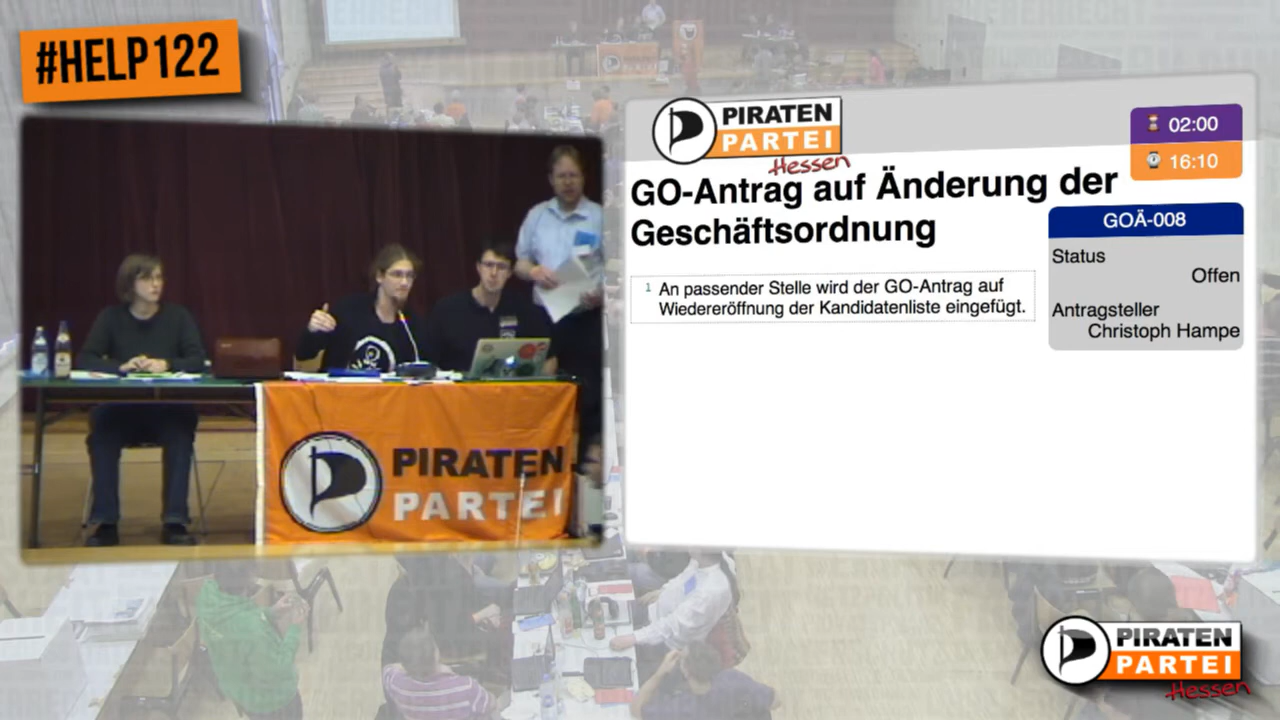 #HELP122
PIRATEN
PARTEI
Hessen
02:00
16:10
GO-Antrag auf Änderung der
Geschäftsordnung
GOÄ-008
Status
Offen
Antragsteller
Christoph Hampe
1 An passender Stelle wird der GO-Antrag auf
Wiedereröffnung der Kandidatenliste eingefügt.
PIRATEN
PARTEI
PIRATEN
PARTEI
Hessen